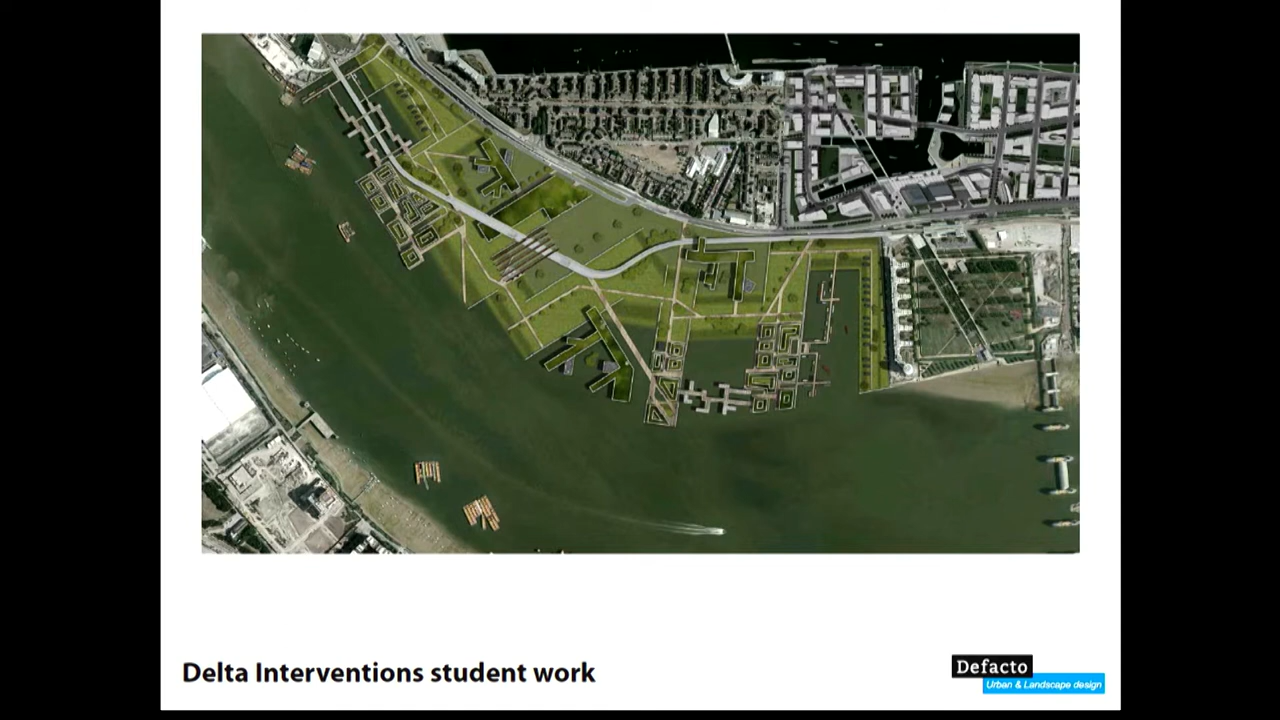 Delta Interventions student work
Defacto
Urban & Landscape design